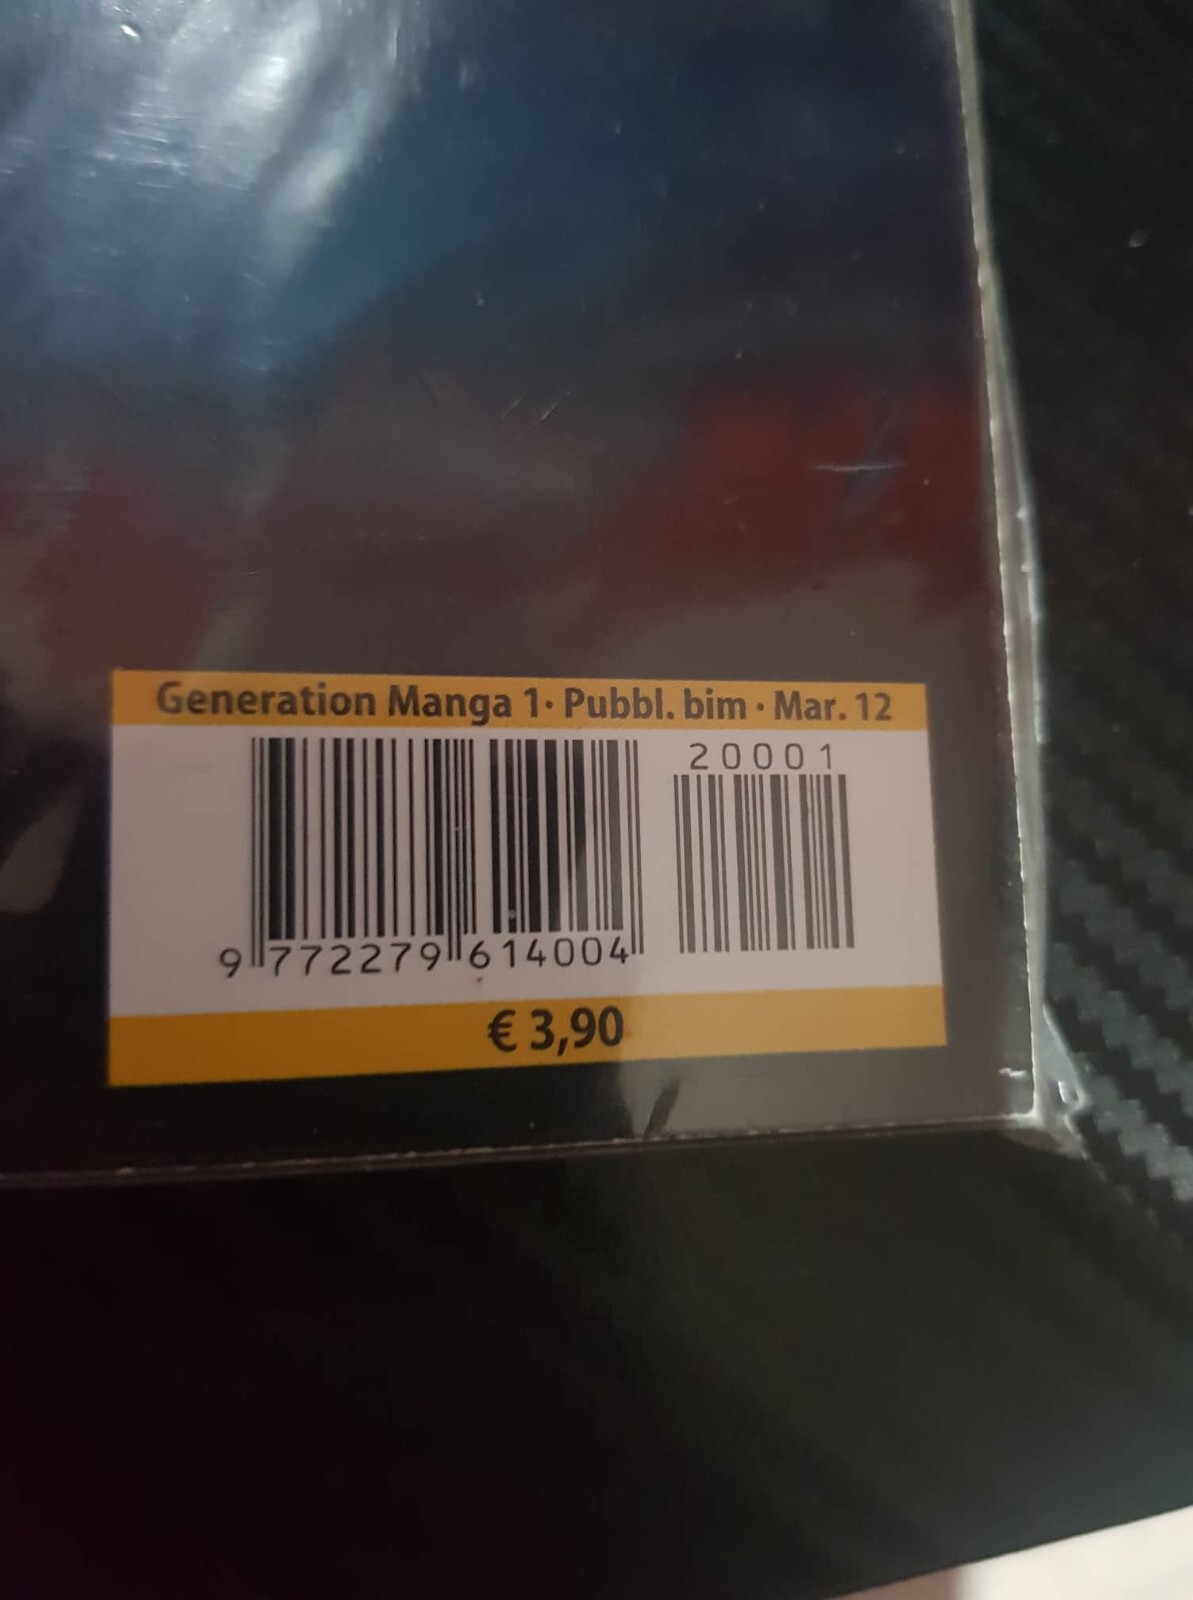 Generation Manga 1· Pubbl. bim · Mar. 12
20001
9 772279 614004
€ 3,90